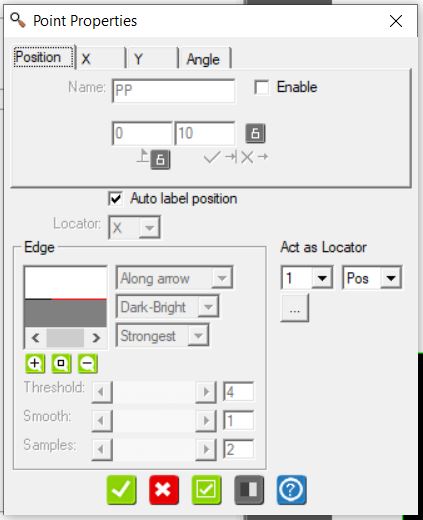 Point Properties
Position X Y Angle
Name: PP Enable
0 10
Auto label position
Locator: X
Edge
Act as Locator
Along arrow
1 Pos
Dark-Bright
...
Strongest
Threshold: 4
Smooth: 1
Samples: 2